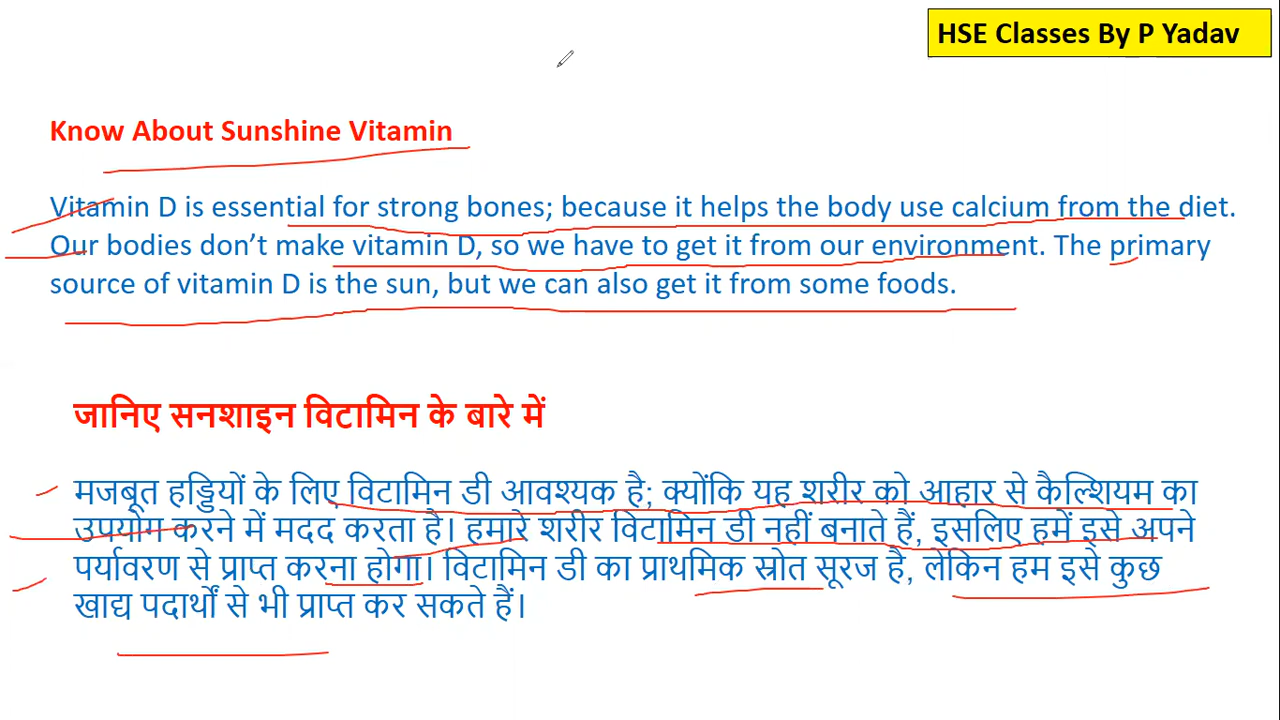 HSE Classes By P Yadav
Know About Sunshine Vitamin
Vitamin D is essential for strong bones; because it helps the body use calcium from the diet.
Our bodies don’t make vitamin D, so we have to get it from our environment. The primary
source of vitamin D is the sun, but we can also get it from some foods.
जानिए सनशाइन विटामिन के बारे में
मजबूत हड्डियों के लिए विटामिन डी आवश्यक है; क्योंकि यह शरीर को आहार से कैल्शियम का
उपयोग करने में मदद करता है। हमारे शरीर विटामिन डी नहीं बनाते हैं, इसलिए हमें इसे अपने
पर्यावरण से प्राप्त करना होगा। विटामिन डी का प्राथमिक स्रोत सूरज है, लेकिन हम इसे कुछ
खाद्य पदार्थों से भी प्राप्त कर सकते हैं।